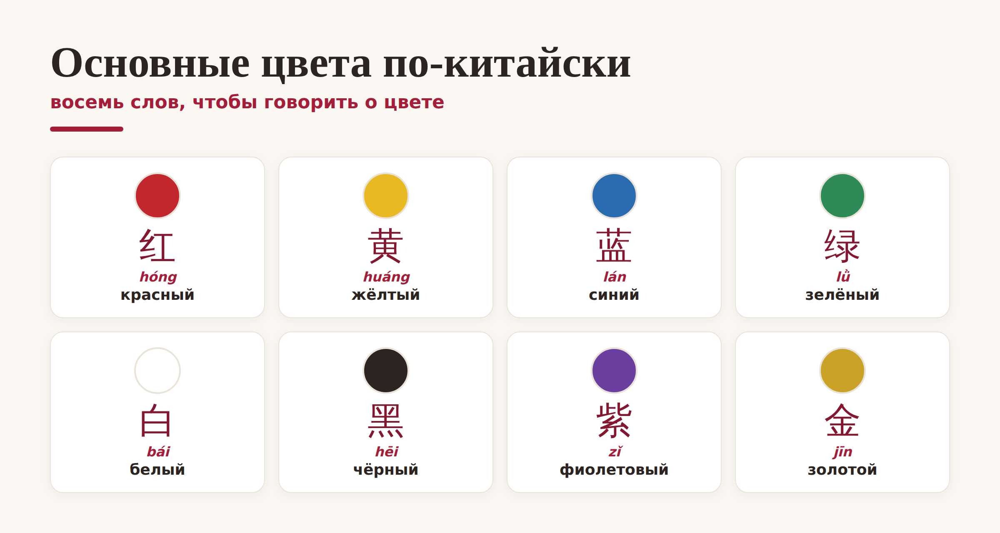 Основные цвета по-китайски
восемь слов, чтобы говорить о цвете
红
hóng
красный
黄
huáng
жёлтый
蓝
lán
синий
绿
lǜ
зелёный
白
bái
белый
黑
hēi
чёрный
紫
zǐ
фиолетовый
金
jīn
золотой